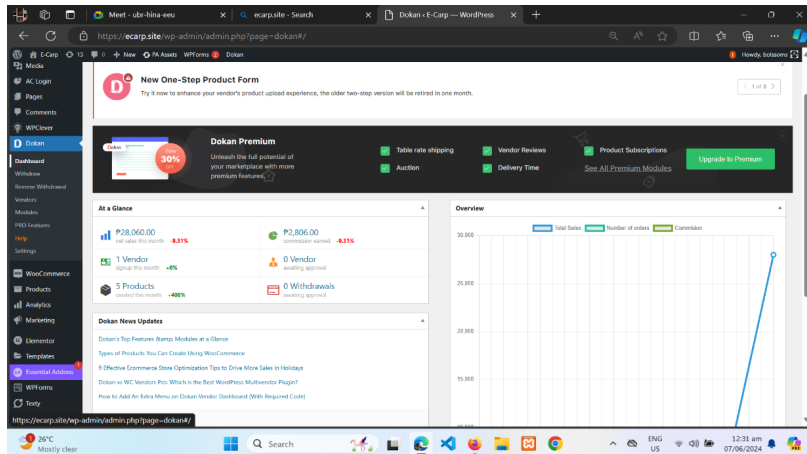 Meet - ubr-hina-eeu
ecarp.site - Search
Dokan ‹ E-Carp — WordPress
https://ecarp.site/wp-admin/admin.php?page=dokan#/
E-Carp 13 0 + New PA Assets WPForms 2 Dokan
Howdy, bolssoms
Media
AC Login
Pages
Comments
WPClever
Dokan
Dashboard
Withdraw
Reverse Withdrawal
Vendors
Modules
PRO Features
Help
Settings
WooCommerce
Products
Analytics
Marketing
Elementor
Templates
Essential Addons
1
WPForms
Texty
New One-Step Product Form
Try it now to enhance your vendor's product upload experience, the older two-step version will be retired in one month.
1 of 3
Dokan
30%
OFF
Dokan Premium
Unleash the full potential of
your marketplace with more
premium features.
Table rate shipping
Vendor Reviews
Product Subscriptions
Auction
Delivery Time
See All Premium Modules
Upgrade to Premium
At a Glance
₱28,060.00
net sales this month -9.31%
₱2,806.00
commission earned -9.31%
1 Vendor
signup this month +0%
0 Vendor
awaiting approval
5 Products
created this month +400%
0 Withdrawals
awaiting approval
Dokan News Updates
Dokan's Top Features &amp; Modules at a Glance
Types of Products You Can Create Using WooCommerce
9 Effective Ecommerce Store Optimization Tips to Drive More Sales in Holidays
Dokan vs WC Vendors Pro: Which is the Best WordPress Multivendor Plugin?
How to Add An Extra Menu on Dokan Vendor Dashboard [With Required Code]
Overview
Total Sales Number of orders Commision
30,000
25,000
20,000
15,000
10,000
https://ecarp.site/wp-admin/admin.php?page=dokan#/
26°C
Mostly clear
Search
ENG
US
12:31 am
07/06/2024